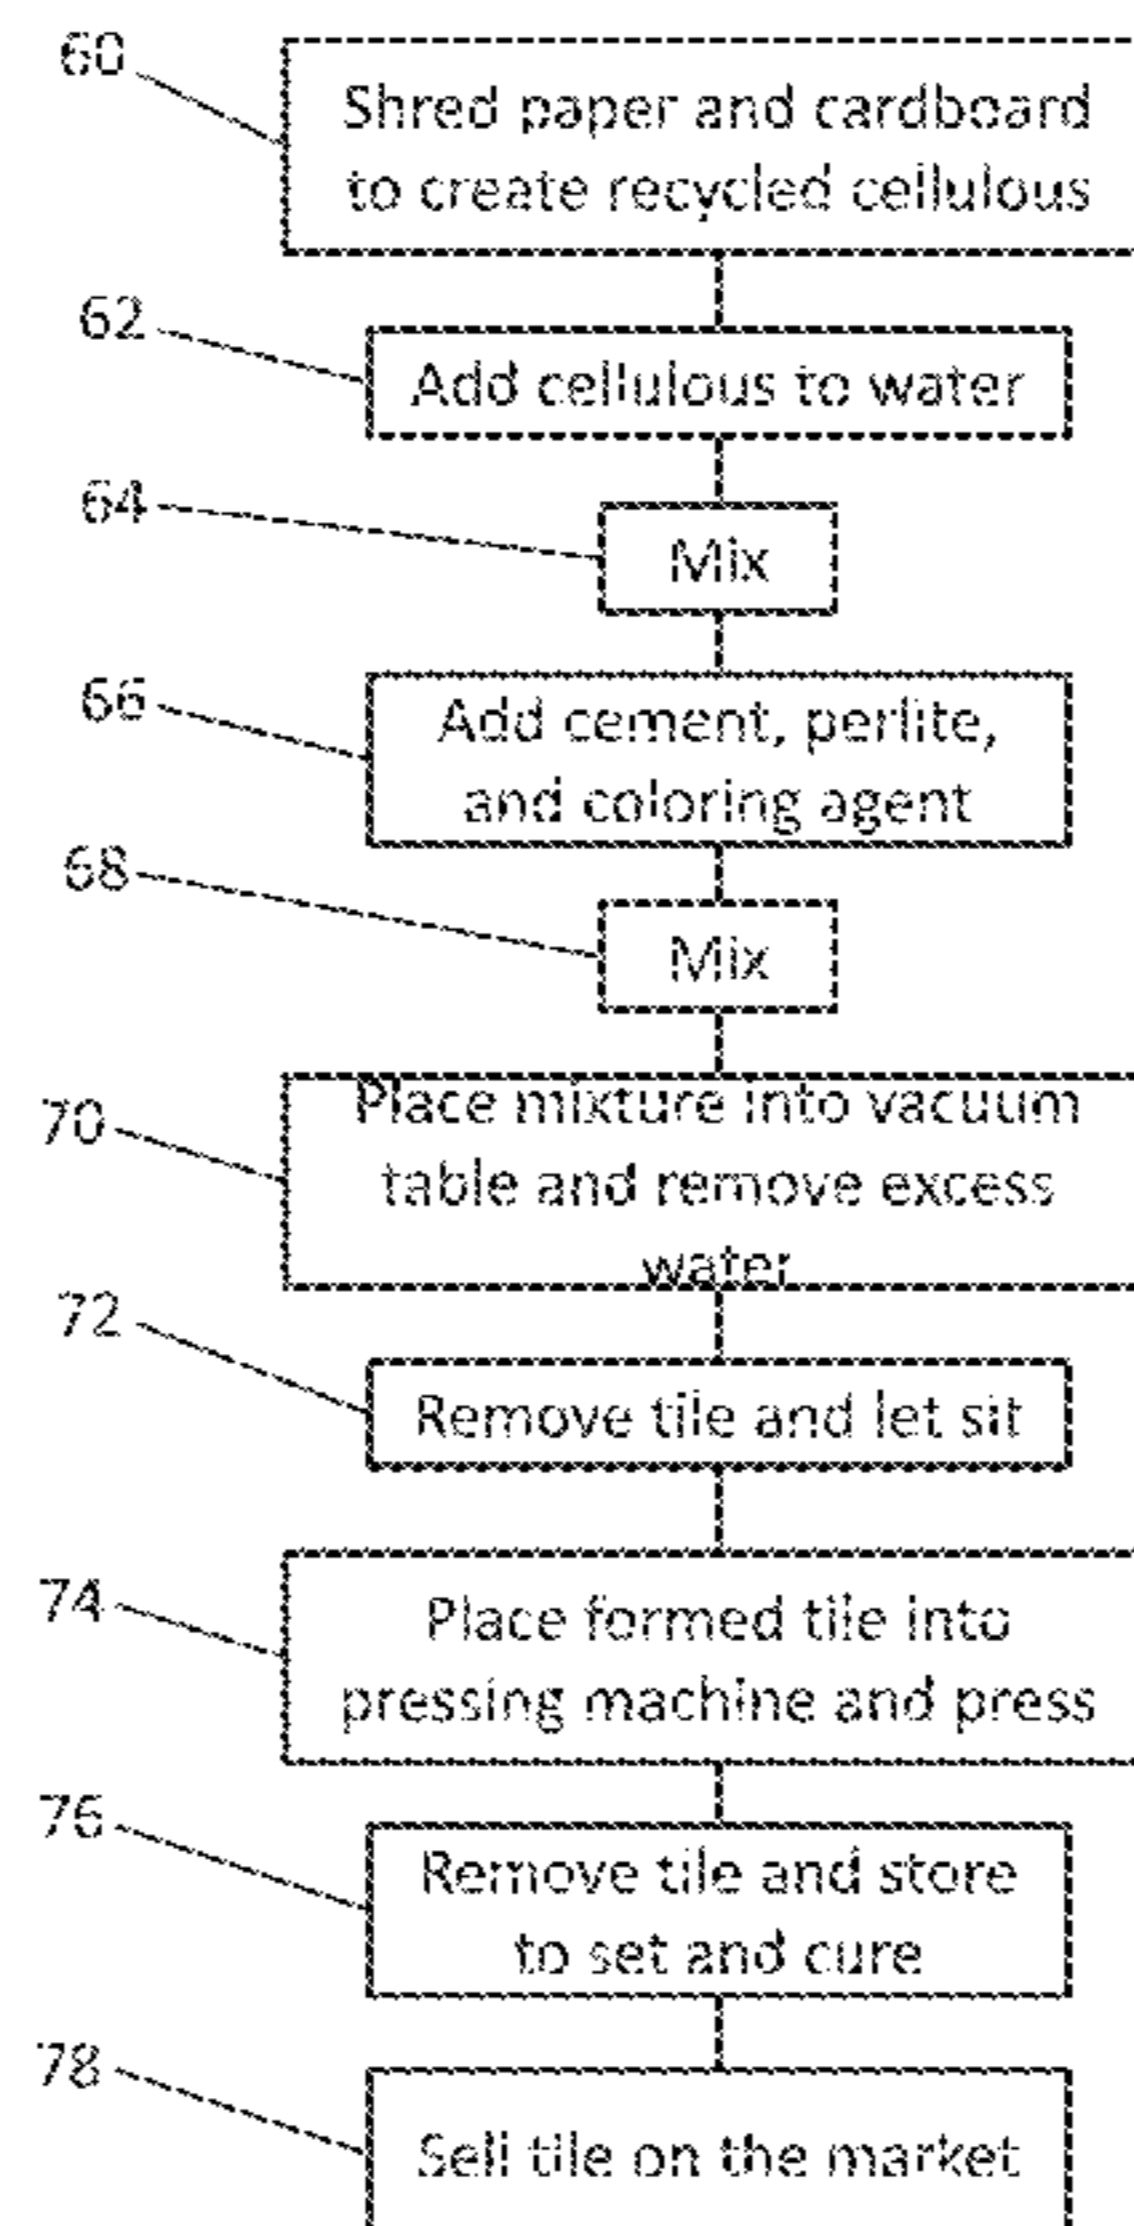 60
Shred paper and cardboard
to create recycled cellulous
62
Add cellulous to water
64
Mix
66
Add cement, perlite,
and coloring agent
68
Mix
70
Place mixture into vacuum
table and remove excess
water
72
Remove tile and let sit
74
Place formed tile into
pressing machine and press
76
Remove tile and store
to set and cure
78
Sell tile on the market